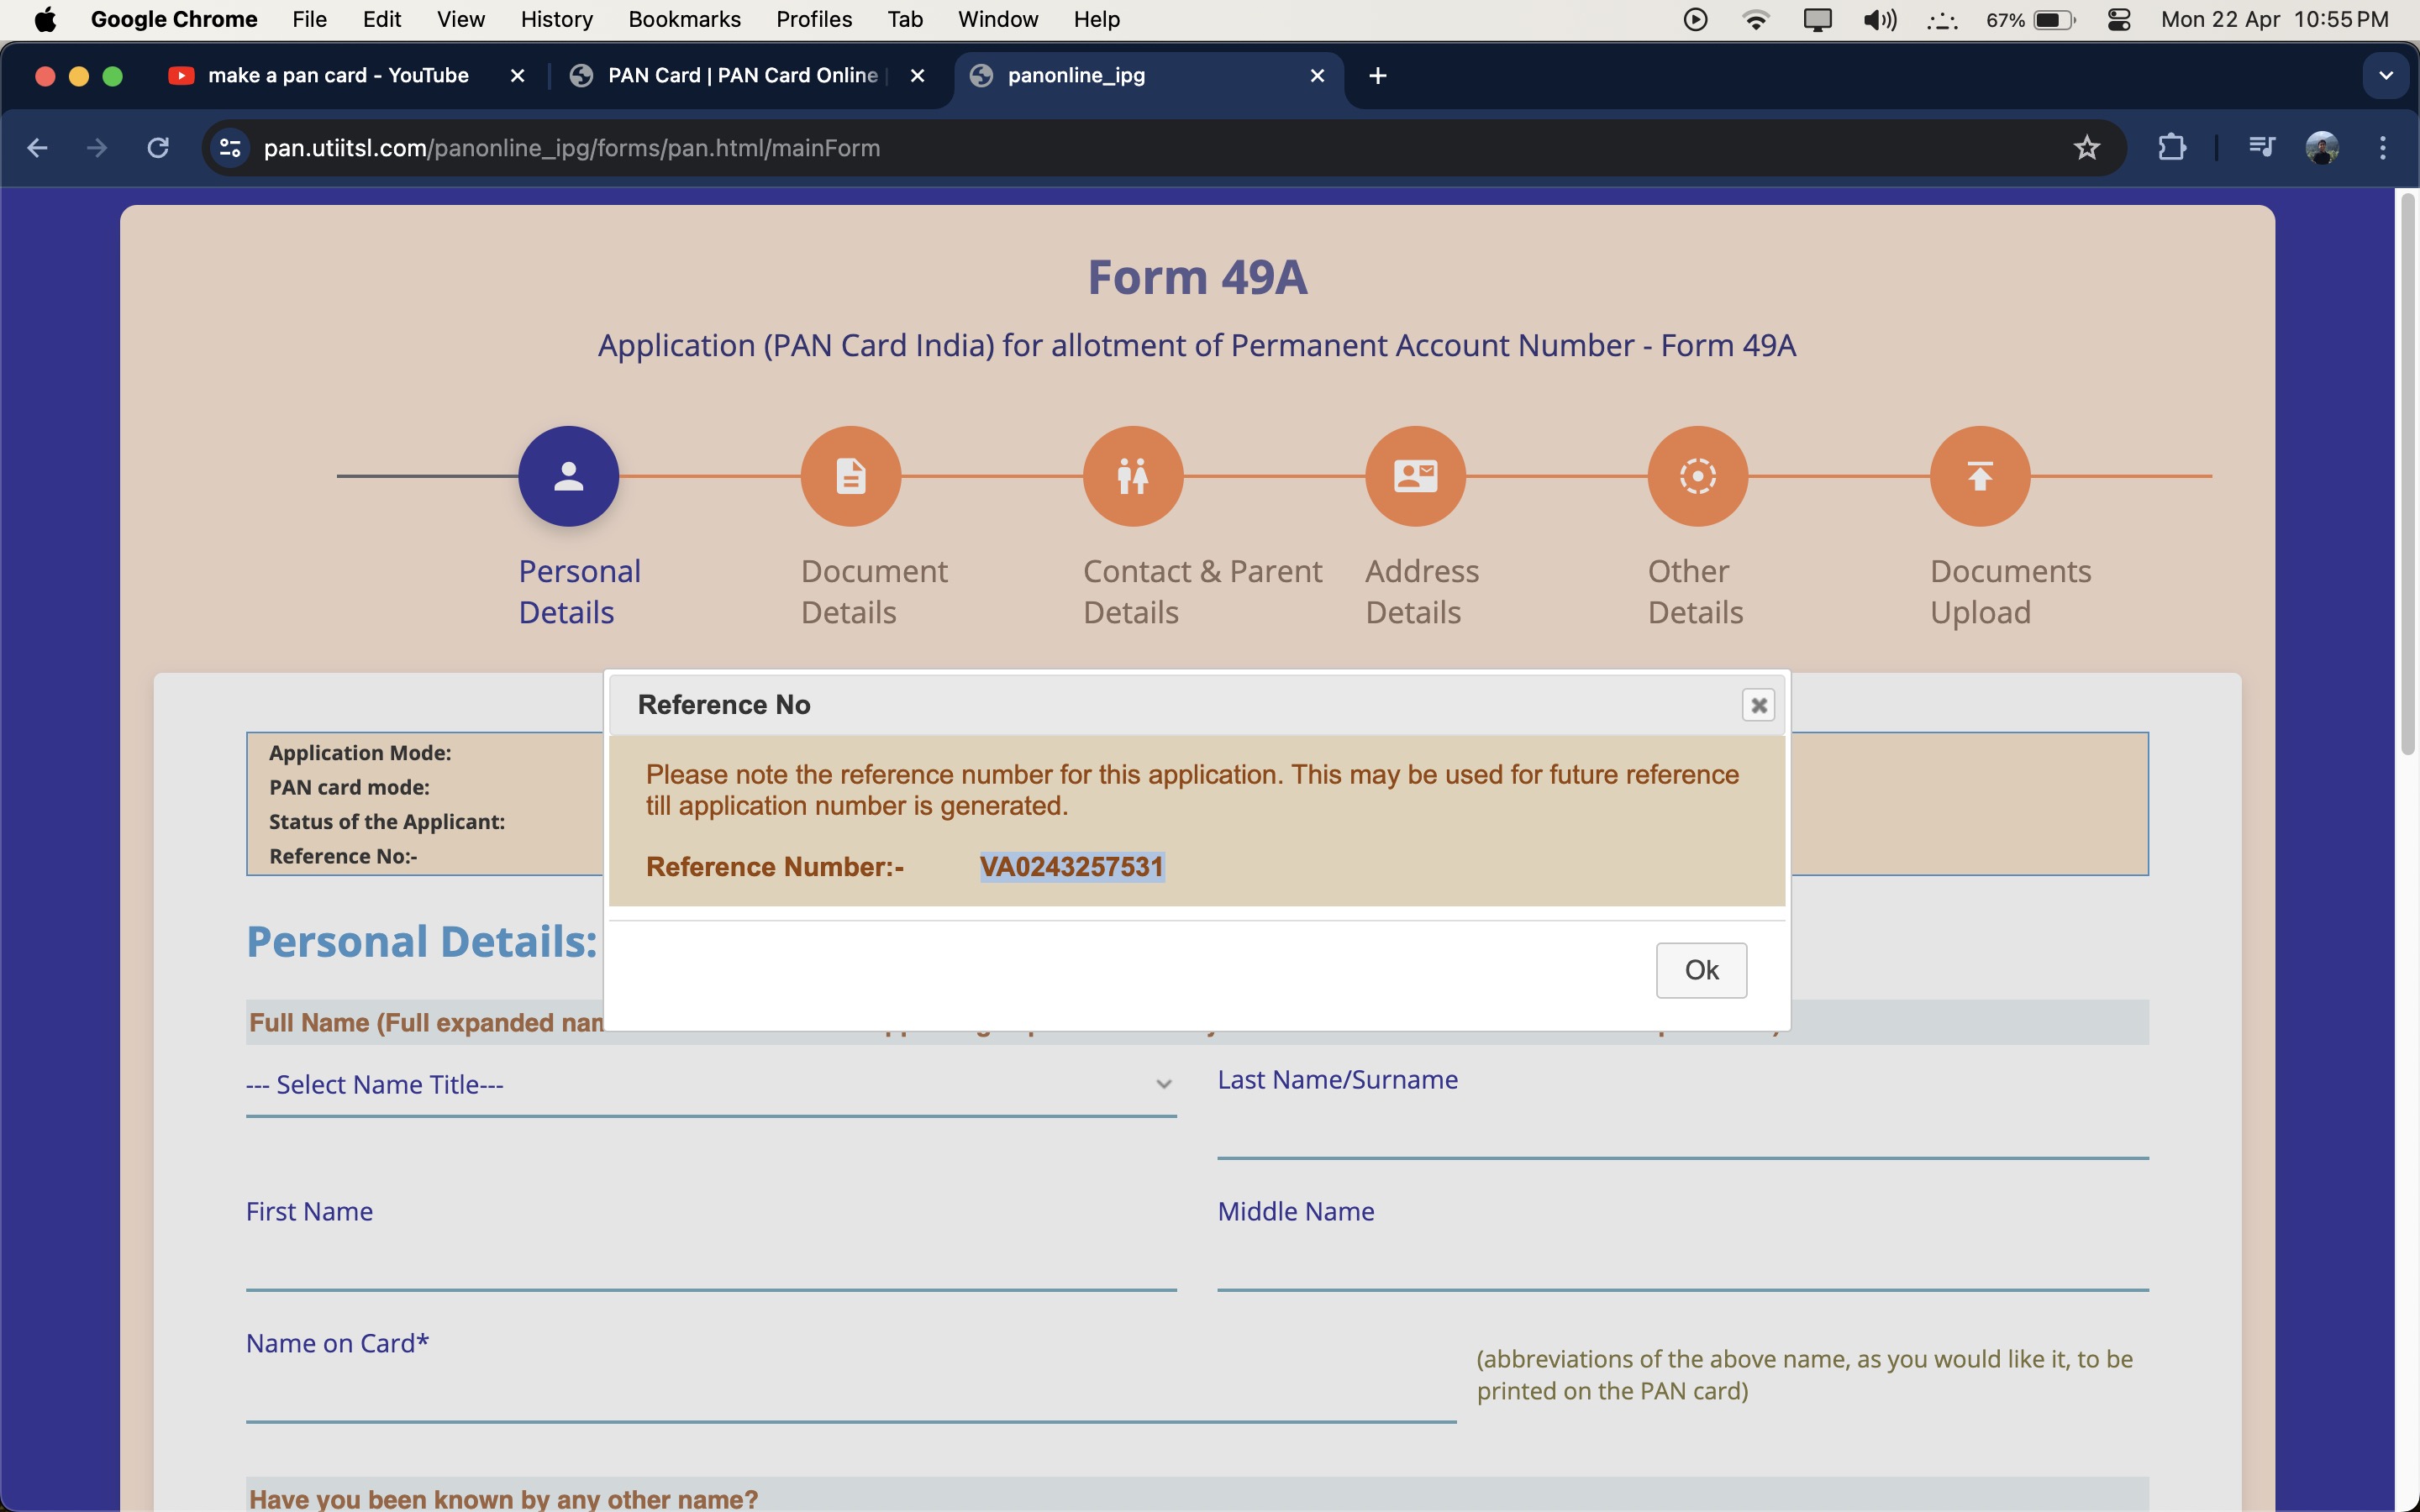 Google Chrome File Edit View History Bookmarks Profiles Tab Window Help 67% Mon 22 Apr 10:55 PM
make a pan card - YouTube PAN Card | PAN Card Online panonline_ipg
pan.utiitsl.com/panonline_ipg/forms/pan.html/mainForm
Form 49A
Application (PAN Card India) for allotment of Permanent Account Number - Form 49A
Personal Details
Document Details
Contact & Parent Details
Address Details
Other Details
Documents Upload
Reference No
Please note the reference number for this application. This may be used for future reference
till application number is generated.
Reference Number:- VA0243257531
Ok
Application Mode:
PAN card mode:
Status of the Applicant:
Reference No:-
Personal Details:
Full Name (Full expanded
--- Select Name Title---
Last Name/Surname
First Name
Middle Name
Name on Card*
(abbreviations of the above name, as you would like it, to be
printed on the PAN card)
Have you been known by any other name?